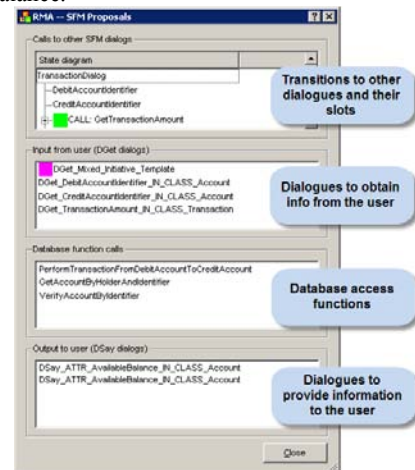 balance.
RMA -- SFM Proposals
Calls to other SFM dialogs
State diagram
TransactionDialog
DebitAccountIdentifier
CreditAccountIdentifier
CALL: GetTransactionAmount
Transitions to other
dialogues and their
slots
Input from user (DGet dialogs)
DGet_Mixed_Initiative_Template
DGet_DebitAccountIdentifier_IN_CLASS_Account
DGet_CreditAccountIdentifier_IN_CLASS_Account
DGet_TransactionAmount_IN_CLASS_Transaction
Dialogues to obtain
info from the user
Database function calls
PerformTransactionFromDebitAccountToCreditAccount
GetAccountByHolderAndIdentifier
VerifyAccountByIdentifier
Database access
functions
Output to user (DSay dialogs)
DSay_ATTR_AvailableBalance_IN_CLASS_Account
DSay_ATTR_AvailableBalance_IN_CLASS_Account
Dialogues to
provide information
to the user
Close